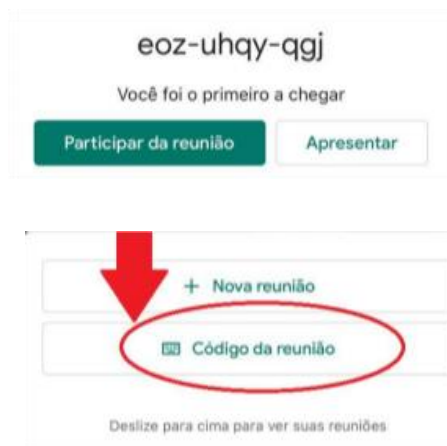 eoz-uhqy-qgj
Você foi o primeiro a chegar
Participar da reunião
Apresentar
+ Nova reunião
Código da reunião
Deslize para cima para ver suas reuniões